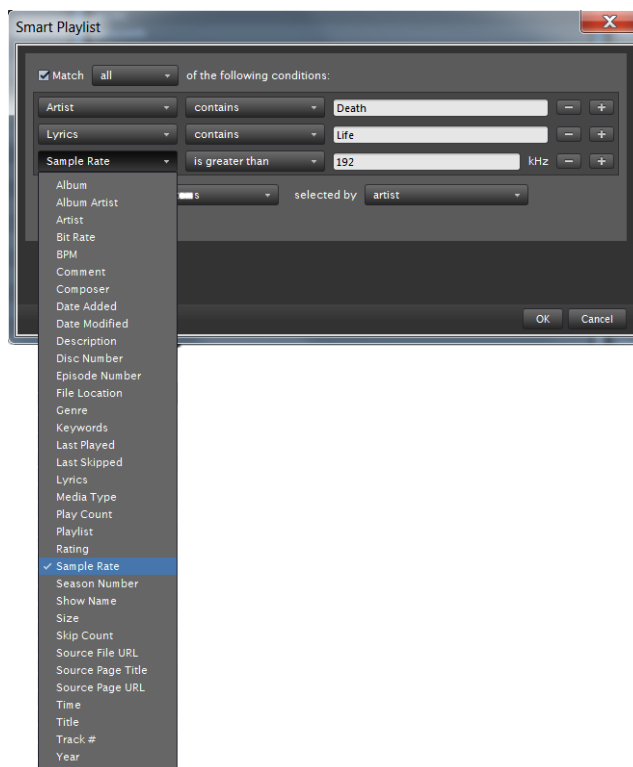 Smart Playlist
Match all of the following conditions:
Artist contains Death
Lyrics contains Life
Sample Rate is greater than 192 kHz
selected by artist
Album
Album Artist
Artist
Bit Rate
BPM
Comment
Composer
Date Added
Date Modified
Description
Disc Number
Episode Number
File Location
Genre
Keywords
Last Played
Last Skipped
Lyrics
Media Type
Play Count
Playlist
Rating
Sample Rate
Season Number
Show Name
Size
Skip Count
Source File URL
Source Page Title
Source Page URL
Time
Title
Track #
Year
OK Cancel